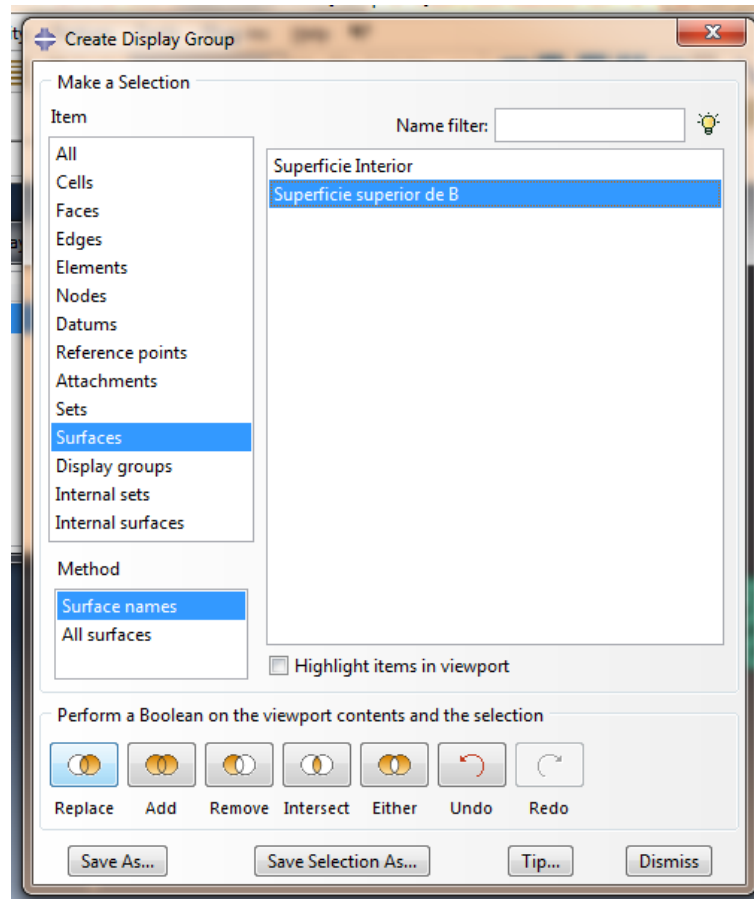 Create Display Group
Make a Selection
Item
Name filter:
All
Cells
Faces
Edges
Elements
Nodes
Datums
Reference points
Attachments
Sets
Surfaces
Display groups
Internal sets
Internal surfaces
Superficie Interior
Superficie superior de B
Method
Surface names
All surfaces
Highlight items in viewport
Perform a Boolean on the viewport contents and the selection
Replace Add Remove Intersect Either Undo Redo
Save As... Save Selection As... Tip... Dismiss